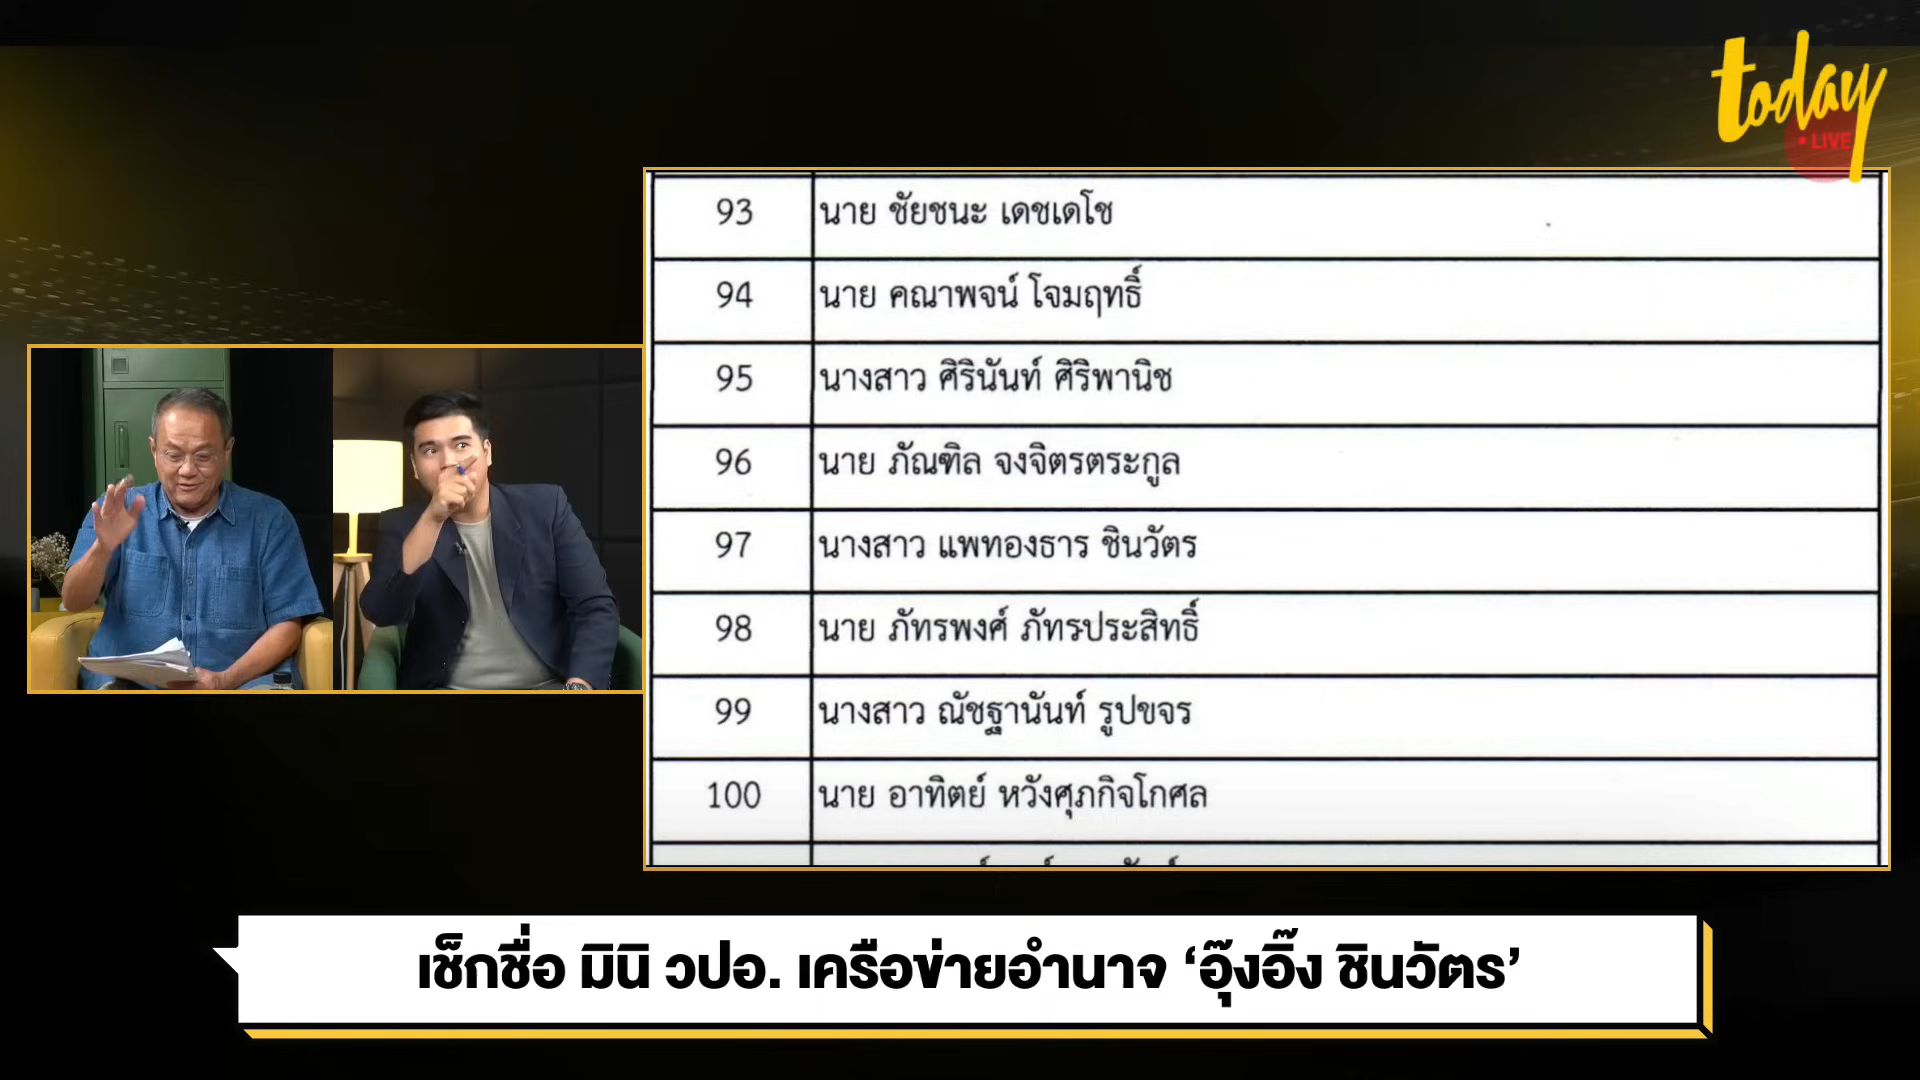 today
• LIVE
93 นาย ชัยชนะ เดชเดโช
94 นาย คณาพจน์ โจมฤทธิ์
95 นางสาว ศิรินันท์ ศิริพานิช
96 นาย ภัณฑิล จงจิตรตระกูล
97 นางสาว แพทองธาร ชินวัตร
98 นาย ภัทรพงศ์ ภัทรประสิทธิ์
99 นางสาว ณัชฐานันท์ รูปขจร
100 นาย อาทิตย์ หวังศุภกิจโกศล
เช็กชื่อ มินิ วปอ. เครือข่ายอำนาจ ‘อุ๊งอิ๊ง ชินวัตร’